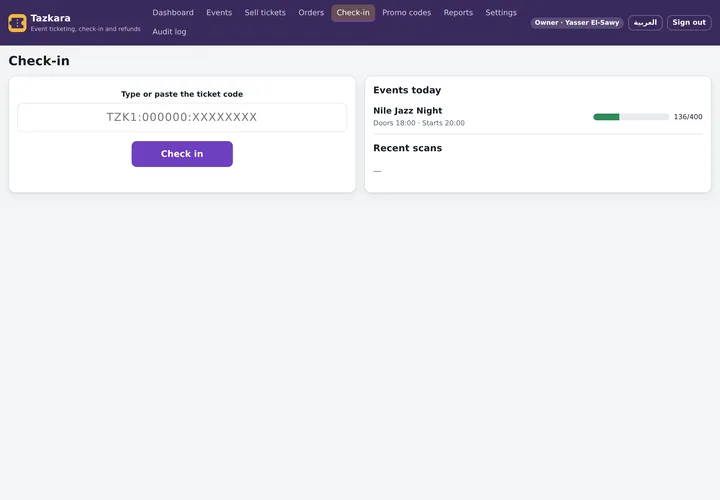 Tazkara
Event ticketing, check-in and refunds
Dashboard Events Sell tickets Orders Check-in Promo codes Reports Settings
Audit log
Owner · Yasser El-Sawy
العربية
Sign out
Check-in
Type or paste the ticket code
TZK1:000000:XXXXXXXX
Check in
Events today
Nile Jazz Night
Doors 18:00 · Starts 20:00
136/400
Recent scans
—